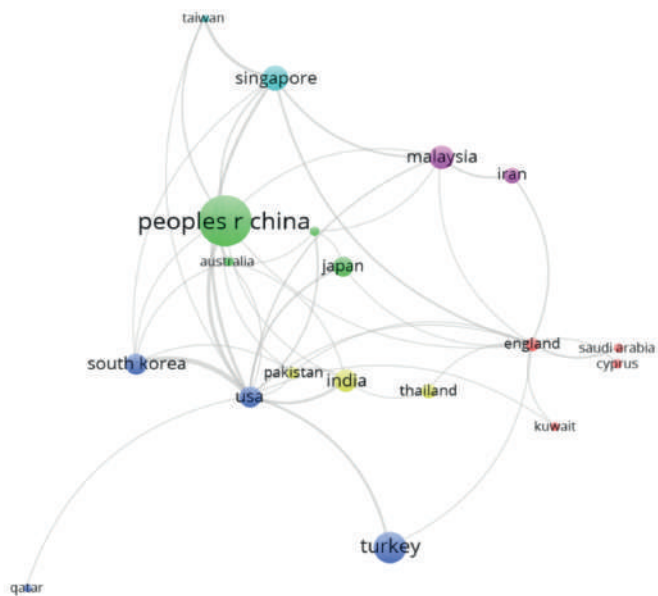 taiwan
singapore
malaysia
iran
peoples r china
australia
japan
england
saudi arabia
cyprus
south korea
pakistan
india
thailand
usa
kuwait
turkey
qatar